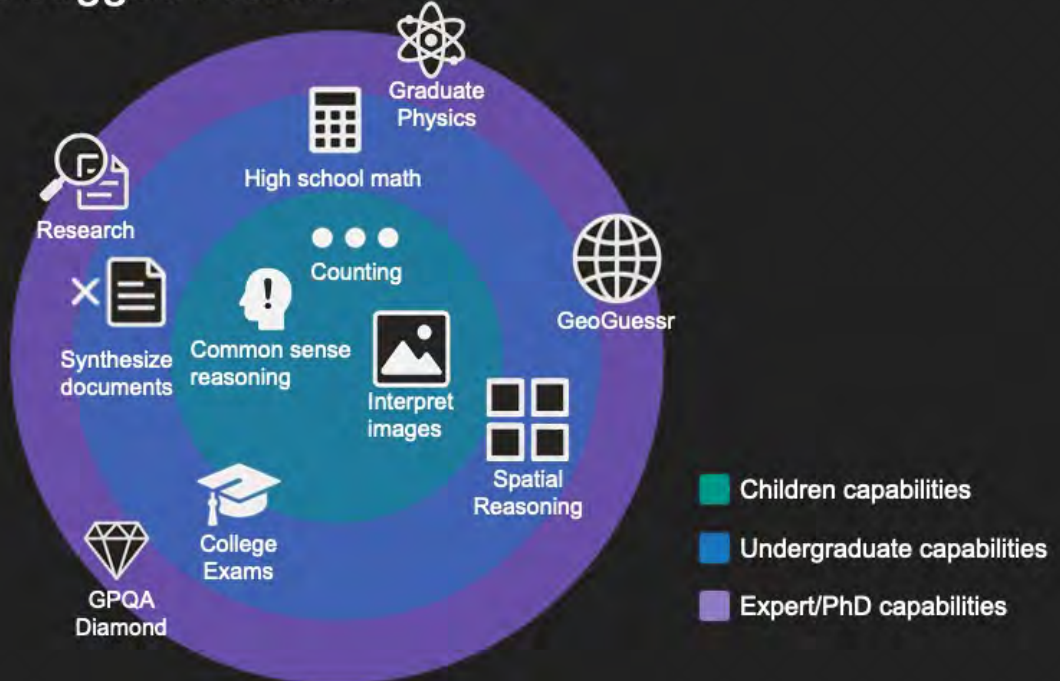 Graduate
Physics
High school math
Research
Counting
GeoGuessr
Synthesize
documents
Common sense
reasoning
Interpret
images
Spatial
Reasoning
College
Exams
GPQA
Diamond
Children capabilities
Undergraduate capabilities
Expert/PhD capabilities